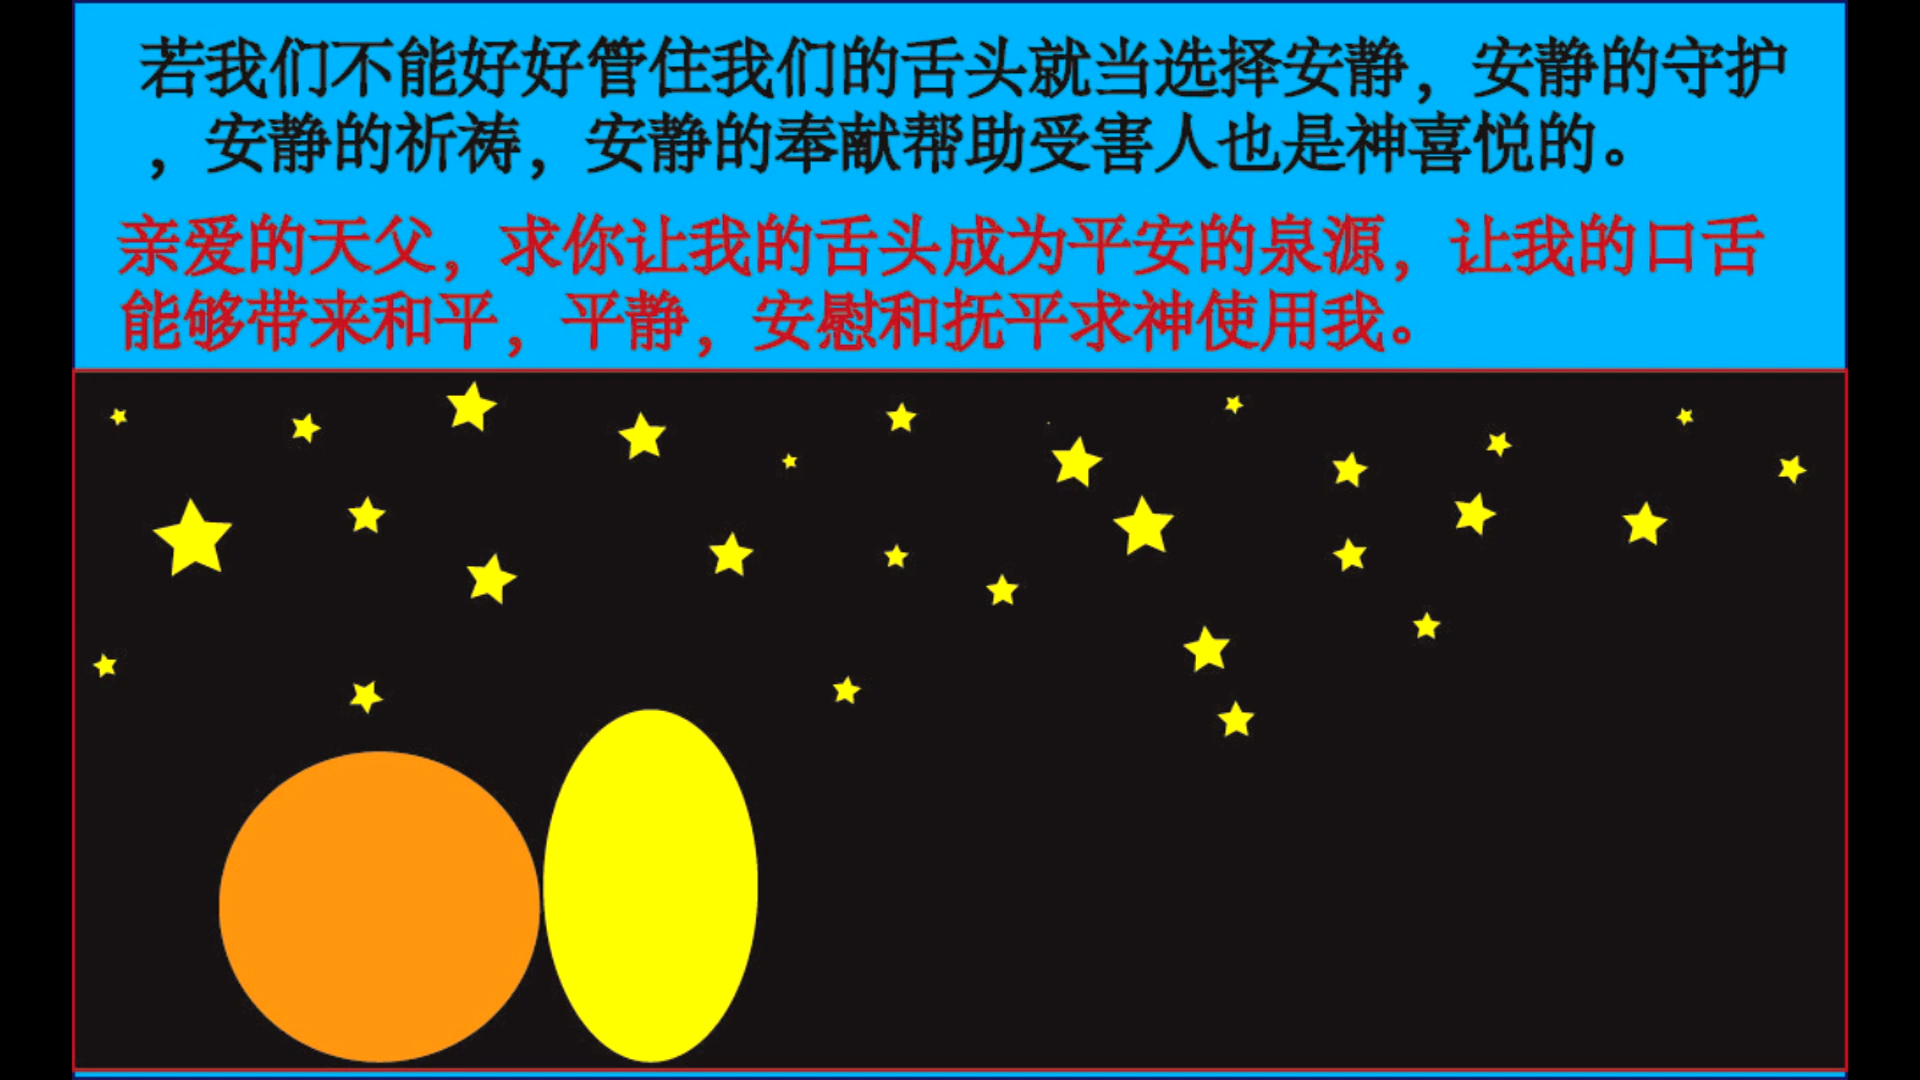 若我们不能好好管住我们的舌头就当选择安静，安静的守护
，安静的祈祷，安静的奉献帮助受害人也是神喜悦的。
亲爱的天父，求你让我的舌头成为平安的泉源，让我的口舌
能够带来和平，平静，安慰和抚平求神使用我。